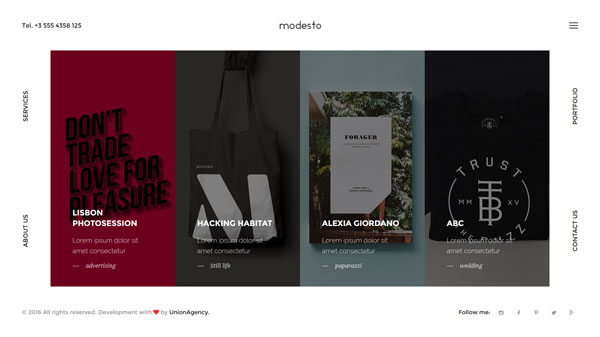 Tel. +3 555 4358 125
modesto
SERVICES
ABOUT US
PORTFOLIO
CONTACT US
DON'T
TRADE
LOVE FOR
PLEASURE
LISBON
PHOTOSESSION
Lorem ipsum dolor sit
amet consectetur
— advertising
HACKING HABITAT
Lorem ipsum dolor sit
amet consectetur
— Still life
FORAGER
ALEXIA GIORDANO
Lorem ipsum dolor sit
amet consectetur
— paparazzi
TRUST
MM XV
TB
THE BUZZ
ABC
Lorem ipsum dolor sit
amet consectetur
— wedding
© 2016 All rights reserved. Development with ❤ by UnionAgency.
Follow me: